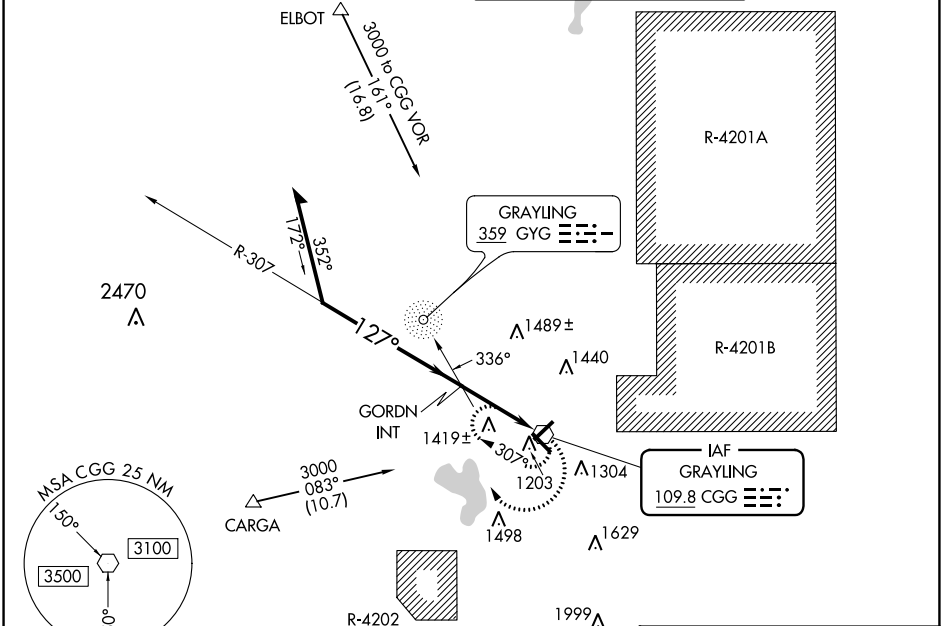 ELBOT
3000 to CGG VOR
161°
(16.8)
R-4201A
GRAYLING
359 GYG
172°
352°
R-307
2470
127°
1489±
1440
R-4201B
336°
GORDN
INT
1419±
307°
1203
1304
IAF
GRAYLING
109.8 CGG
3000
083°
(10.7)
CARGA
MSA CGG 25 NM
150°
3100
3500
1498
1629
R-4202
1999